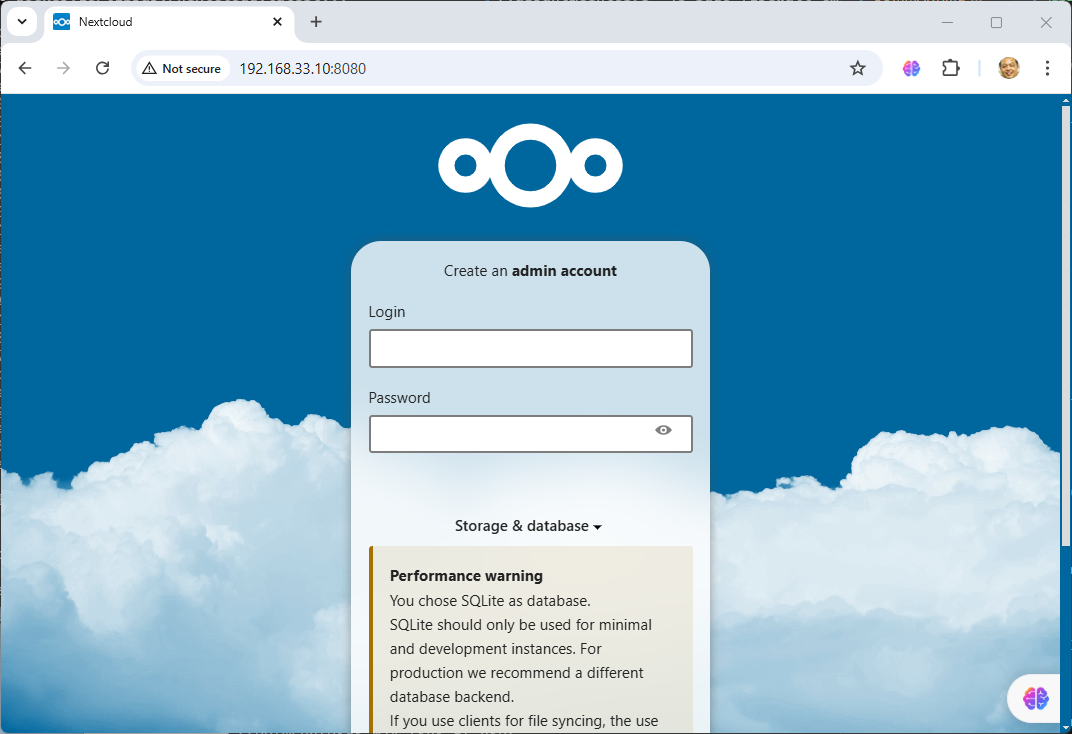 Nextcloud
Not secure
192.168.33.10:8080
Create an admin account
Login
Password
Storage & database
Performance warning
You chose SQLite as database.
SQLite should only be used for minimal
and development instances. For
production we recommend a different
database backend.
If you use clients for file syncing, the use